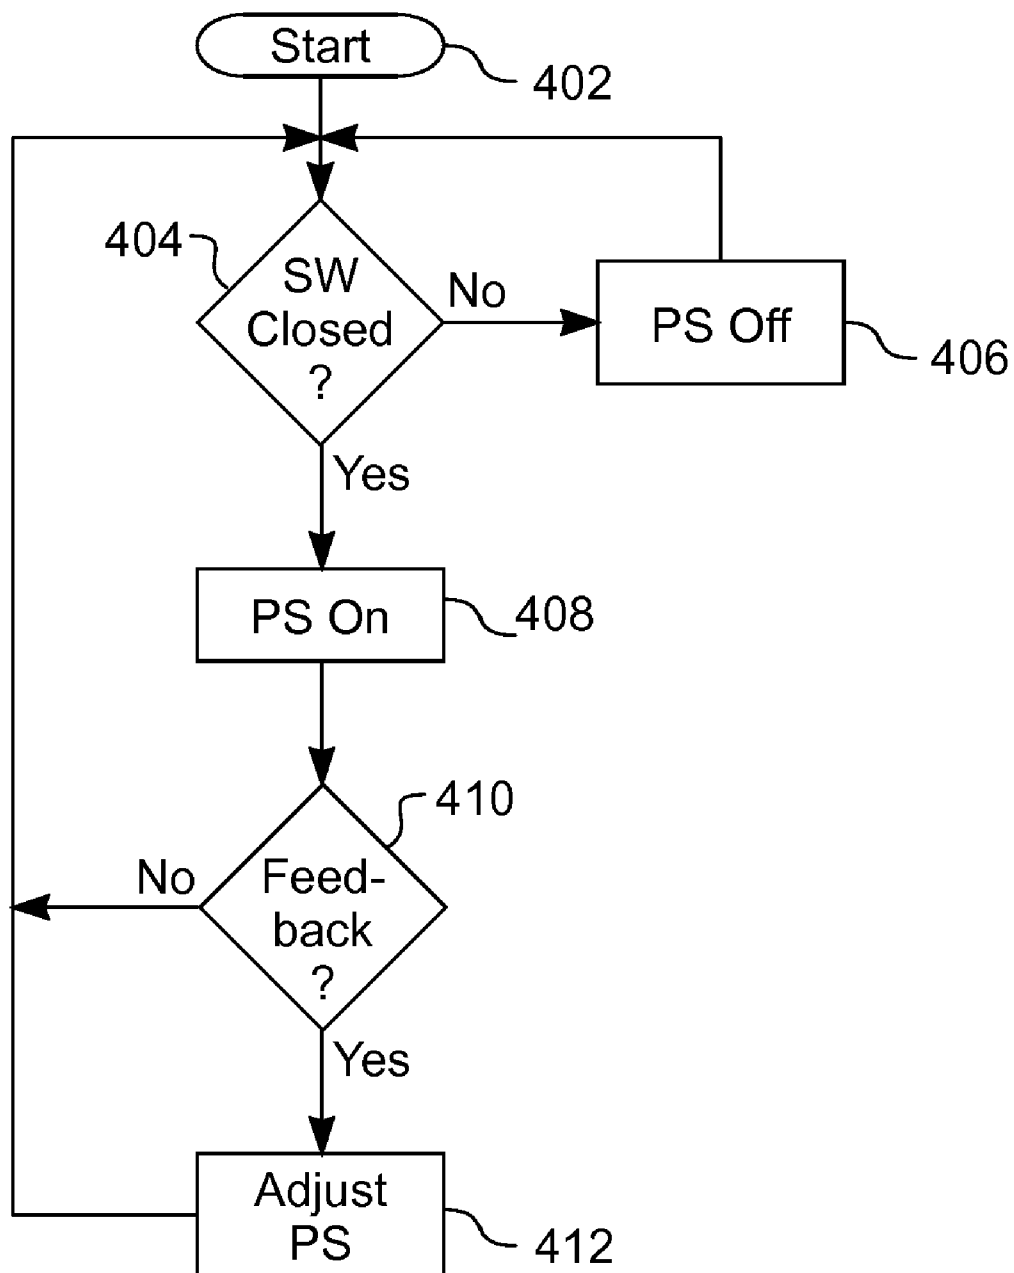 Start
402
404
SW
Closed
?
No
PS Off
406
Yes
PS On
408
410
Feed-
back
?
No
Yes
Adjust
PS
412